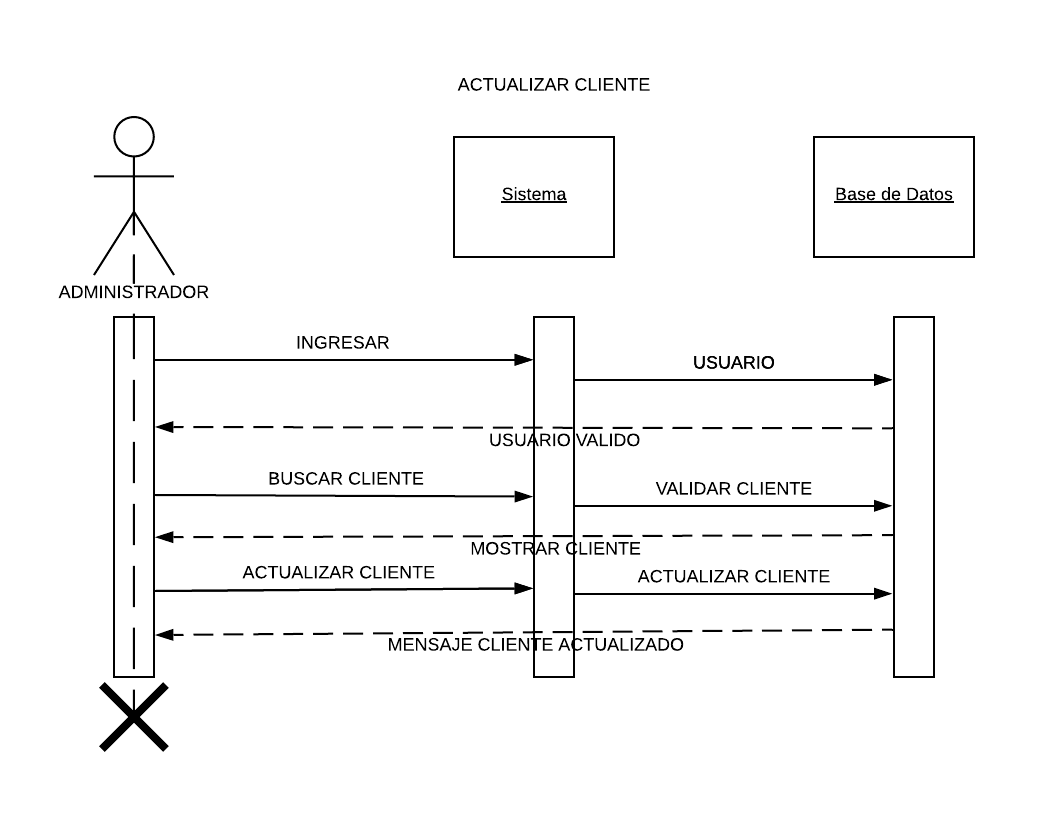 ACTUALIZAR CLIENTE
Sistema
Base de Datos
ADMINISTRADOR
INGRESAR
USUARIO
USUARIO VALIDO
BUSCAR CLIENTE
VALIDAR CLIENTE
MOSTRAR CLIENTE
ACTUALIZAR CLIENTE
ACTUALIZAR CLIENTE
MENSAJE CLIENTE ACTUALIZADO